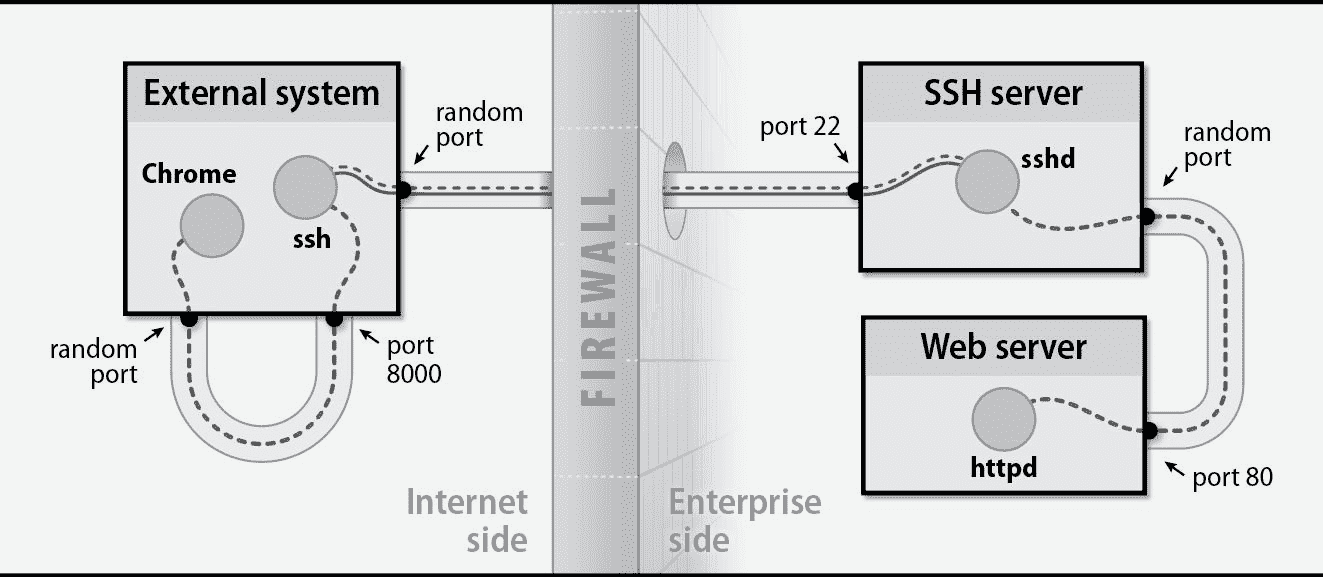 External system
Chrome
ssh
random
port
random
port
port
8000
FIREWALL
Internet
side
Enterprise
side
port 22
SSH server
sshd
random
port
Web server
httpd
port 80